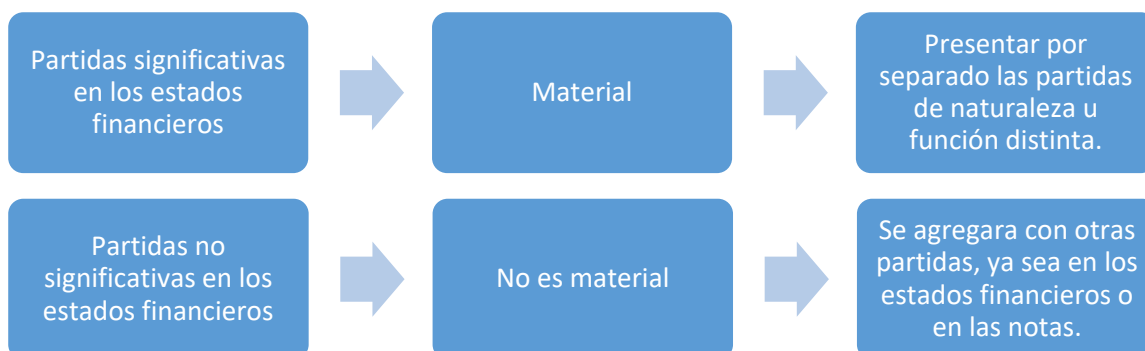 Partidas significativas
en los estados
financieros
Material
Presentar por
separado las partidas
de naturaleza u
función distinta.
Partidas no
significativas en los
estados financieros
No es material
Se agregara con otras
partidas, ya sea en los
estados financieros o
en las notas.